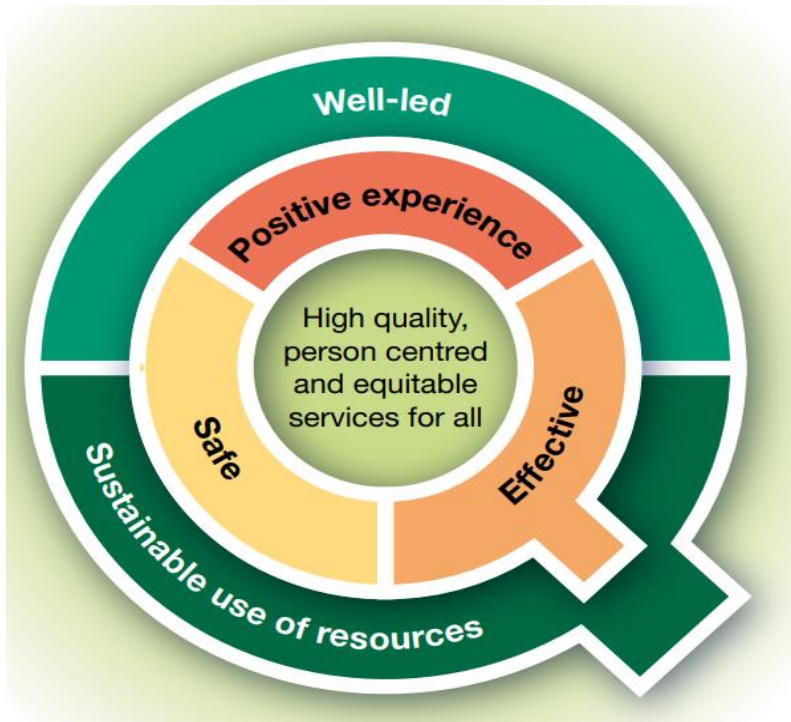 Well-led
Positive experience
High quality,
person centred
and equitable
services for all
Safe
Effective
Sustainable use of resources